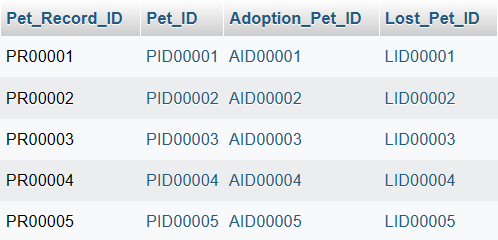 Pet_Record_ID Pet_ID Adoption_Pet_ID Lost_Pet_ID
PR00001 PID00001 AID00001 LID00001
PR00002 PID00002 AID00002 LID00002
PR00003 PID00003 AID00003 LID00003
PR00004 PID00004 AID00004 LID00004
PR00005 PID00005 AID00005 LID00005